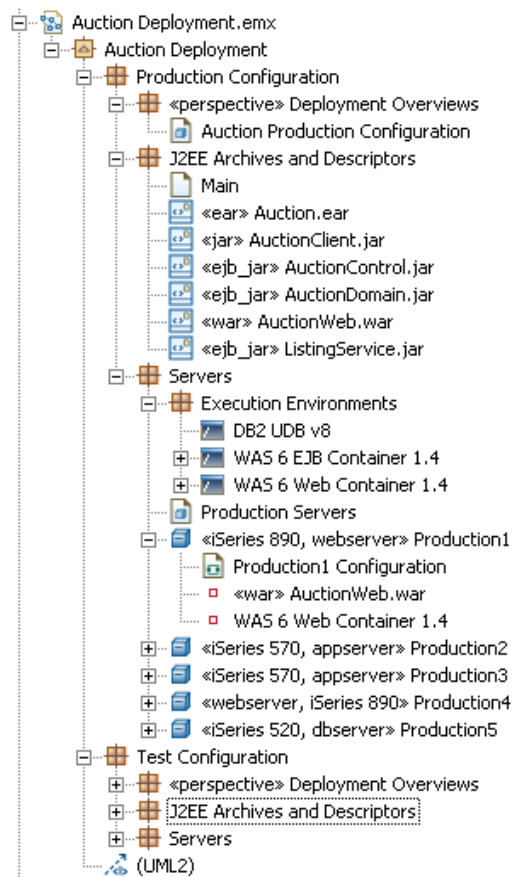 Auction Deployment.emx
Auction Deployment
Production Configuration
«perspective» Deployment Overviews
Auction Production Configuration
J2EE Archives and Descriptors
Main
«ear» Auction.ear
«jar» AuctionClient.jar
«ejb_jar» AuctionControl.jar
«ejb_jar» AuctionDomain.jar
«war» AuctionWeb.war
«ejb_jar» ListingService.jar
Servers
Execution Environments
DB2 UDB v8
WAS 6 EJB Container 1.4
WAS 6 Web Container 1.4
Production Servers
«iSeries 890, webserver» Production1
Production1 Configuration
«war» AuctionWeb.war
WAS 6 Web Container 1.4
«iSeries 570, appserver» Production2
«iSeries 570, appserver» Production3
«webserver, iSeries 890» Production4
«iSeries 520, dbserver» Production5
Test Configuration
«perspective» Deployment Overviews
J2EE Archives and Descriptors
Servers
(UML2)